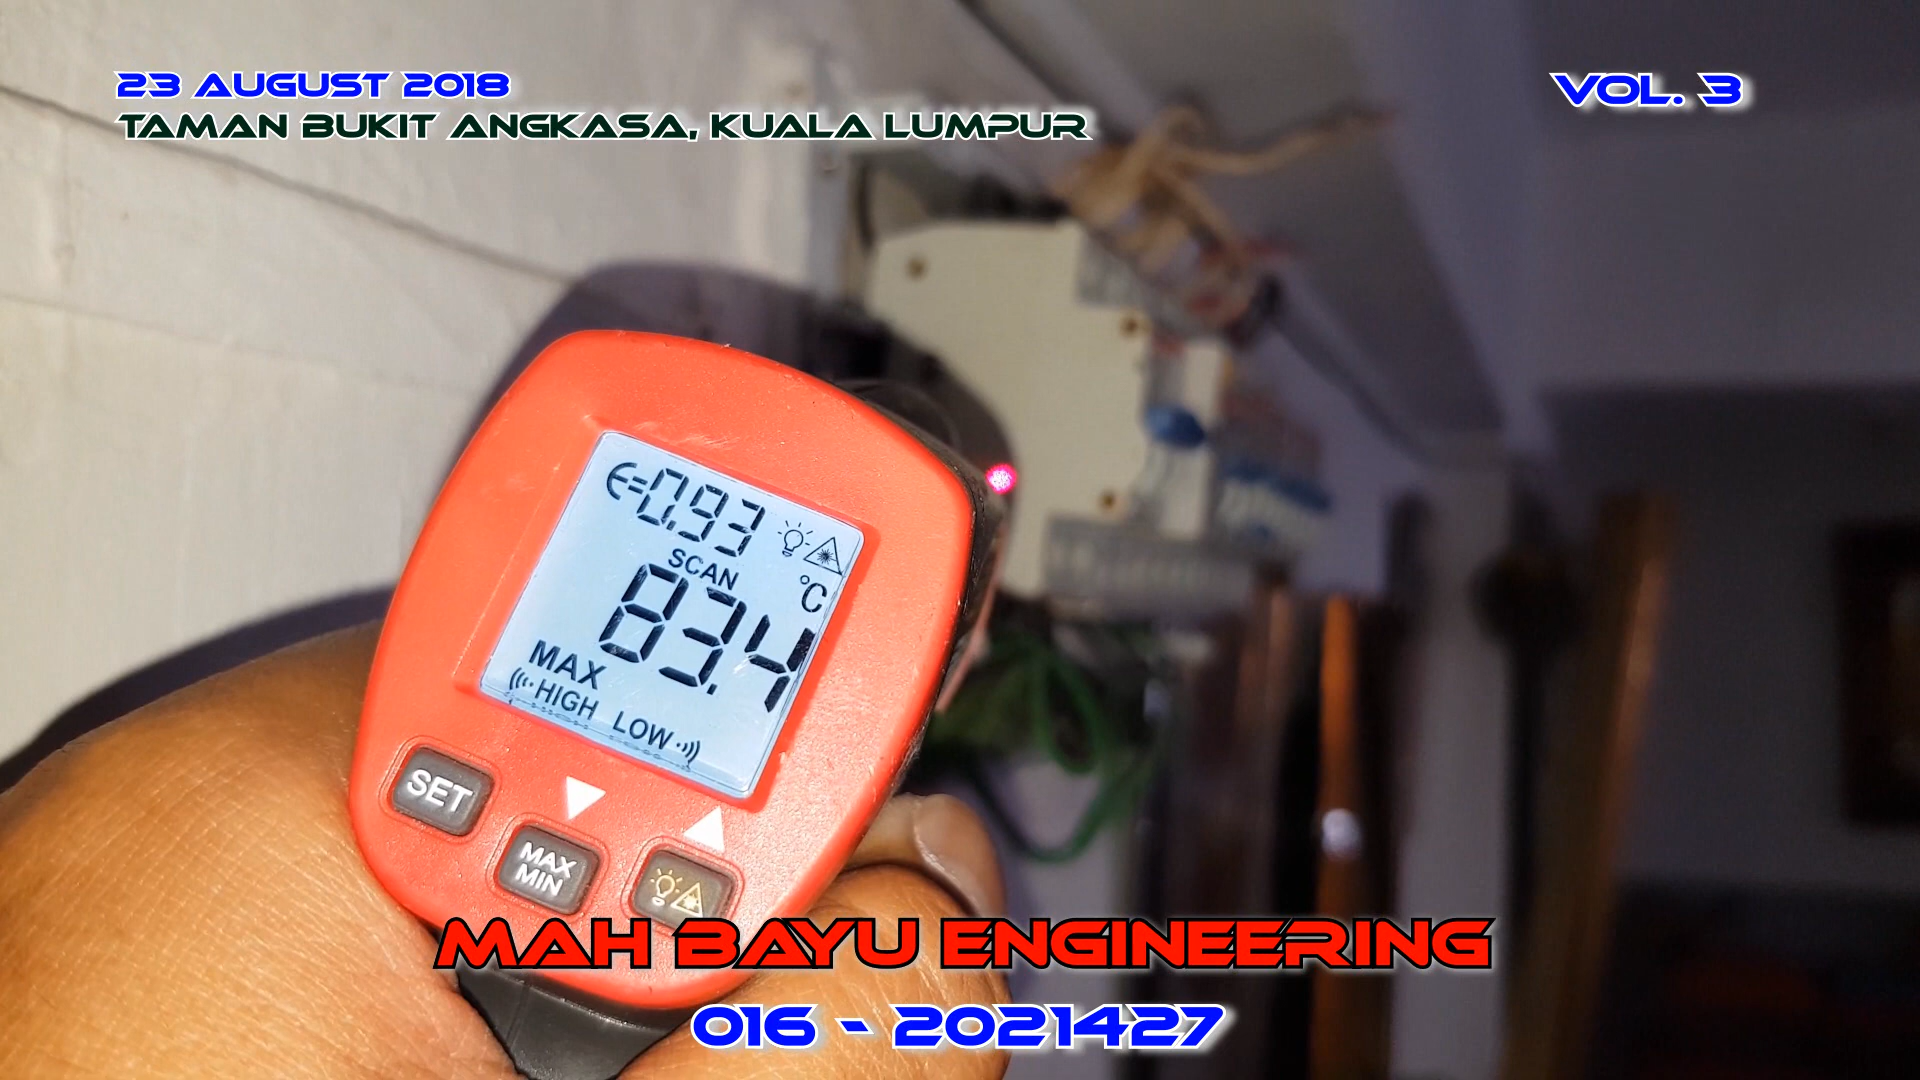 23 AUGUST 2018
TAMAN BUKIT ANGKASA, KUALA LUMPUR
VOL. 3
€=0.93
SCAN
°C
83.4
MAX
HIGH LOW
SET
MAX
MIN
MAH BAYU ENGINEERING
016 - 2021427